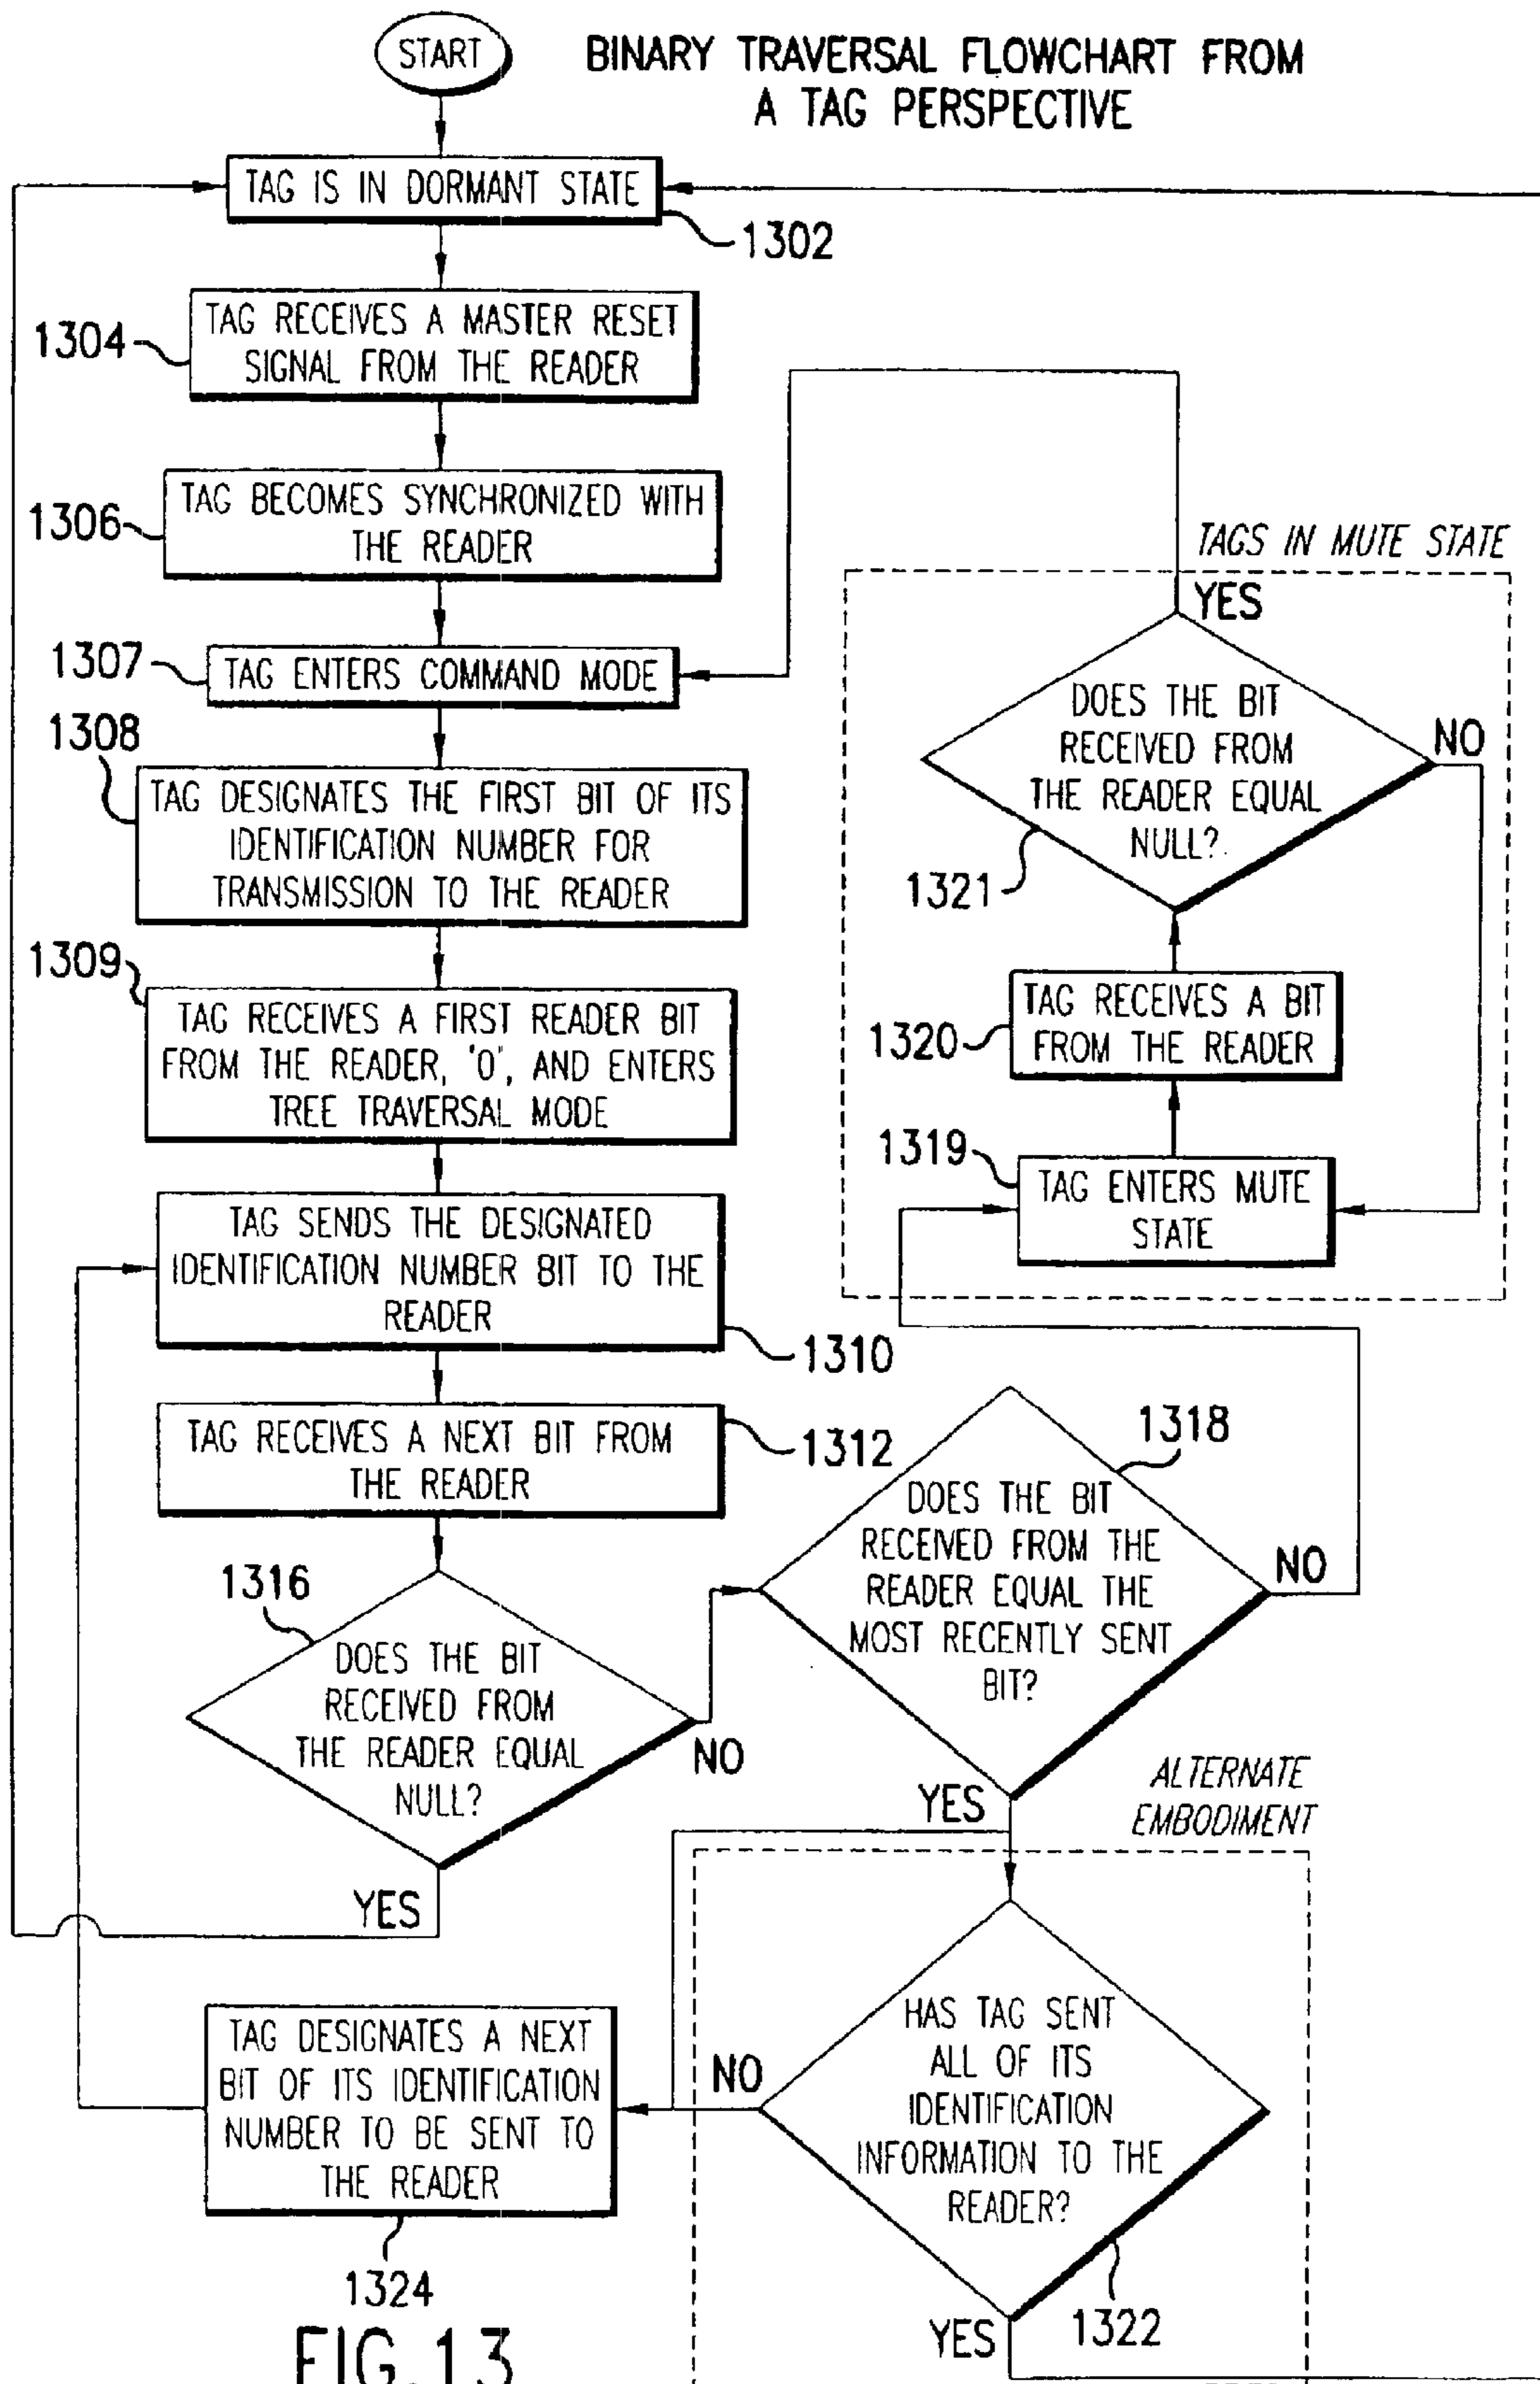 START
BINARY TRAVERSAL FLOWCHART FROM
A TAG PERSPECTIVE
TAG IS IN DORMANT STATE
1302
TAG RECEIVES A MASTER RESET
SIGNAL FROM THE READER
1304
TAG BECOMES SYNCHRONIZED WITH
THE READER
1306
TAG ENTERS COMMAND MODE
1307
1308
TAG DESIGNATES THE FIRST BIT OF ITS
IDENTIFICATION NUMBER FOR
TRANSMISSION TO THE READER
1309
TAG RECEIVES A FIRST READER BIT
FROM THE READER, '0', AND ENTERS
TREE TRAVERSAL MODE
TAG SENDS THE DESIGNATED
IDENTIFICATION NUMBER BIT TO THE
READER
1310
TAG RECEIVES A NEXT BIT FROM
THE READER
1312
1316
DOES THE BIT
RECEIVED FROM
THE READER EQUAL
NULL?
NO
YES
TAGS IN MUTE STATE
YES
DOES THE BIT
RECEIVED FROM
THE READER EQUAL
NULL?
NO
1321
TAG RECEIVES A BIT
FROM THE READER
1320
1319
TAG ENTERS MUTE
STATE
1318
DOES THE BIT
RECEIVED FROM THE
READER EQUAL THE
MOST RECENTLY SENT
BIT?
NO
YES
ALTERNATE
EMBODIMENT
HAS TAG SENT
ALL OF ITS
IDENTIFICATION
INFORMATION TO THE
READER?
NO
YES
1322
TAG DESIGNATES A NEXT
BIT OF ITS IDENTIFICATION
NUMBER TO BE SENT TO
THE READER
1324
FIG.13